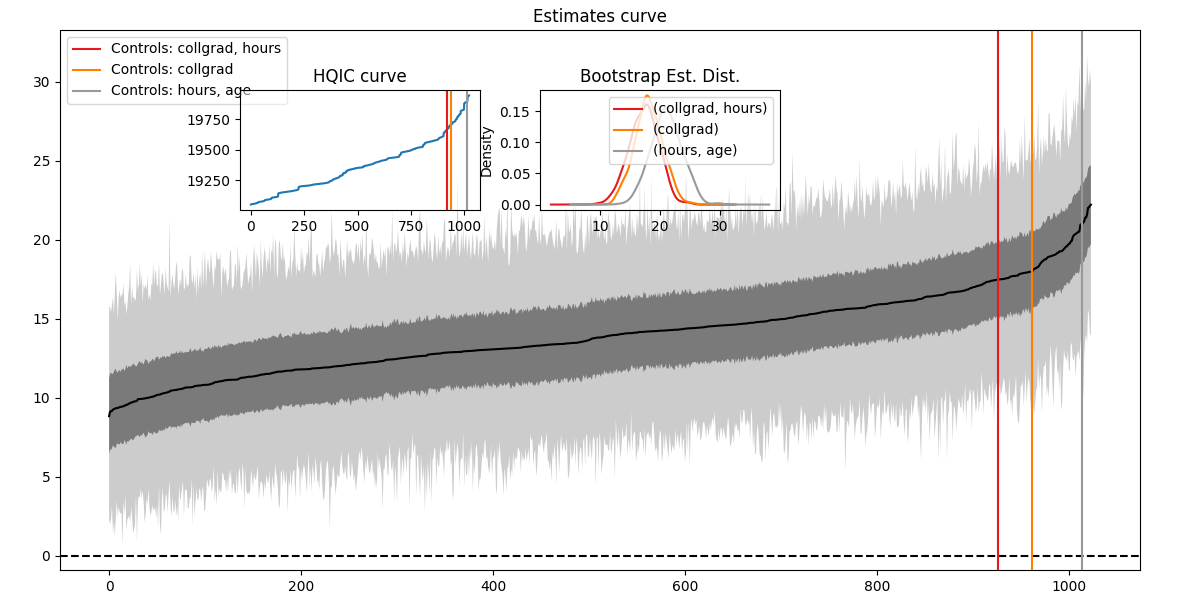 Estimates curve
Controls: collgrad, hours
Controls: collgrad
Controls: hours, age
HQIC curve
19750
19500
19250
0 250 500 750 1000
Bootstrap Est. Dist.
Density
0.15
0.10
0.05
0.00
(collgrad, hours)
(collgrad)
(hours, age)
10 20 30
30
25
20
15
10
5
0
0 200 400 600 800 1000